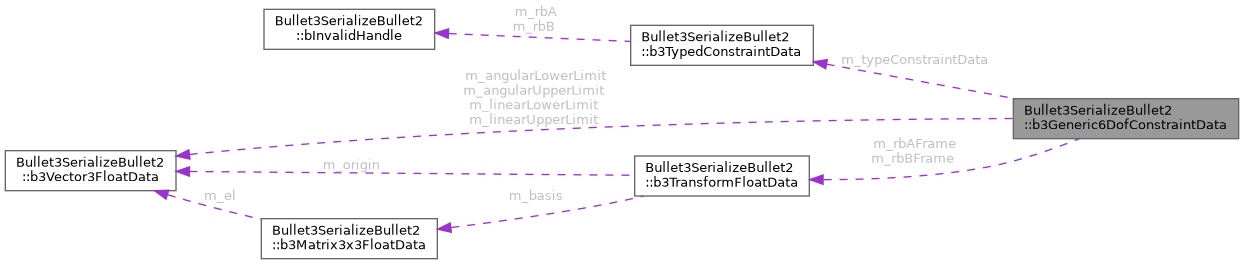 Bullet3SerializeBullet2
::bInvalidHandle
m_rbA
m_rbB
Bullet3SerializeBullet2
::b3TypedConstraintData
m_typeConstraintData
m_angularLowerLimit
m_angularUpperLimit
m_linearLowerLimit
m_linearUpperLimit
Bullet3SerializeBullet2
::b3Generic6DofConstraintData
Bullet3SerializeBullet2
::b3Vector3FloatData
m_origin
Bullet3SerializeBullet2
::b3TransformFloatData
m_rbAFrame
m_rbBFrame
m_el
m_basis
Bullet3SerializeBullet2
::b3Matrix3x3FloatData